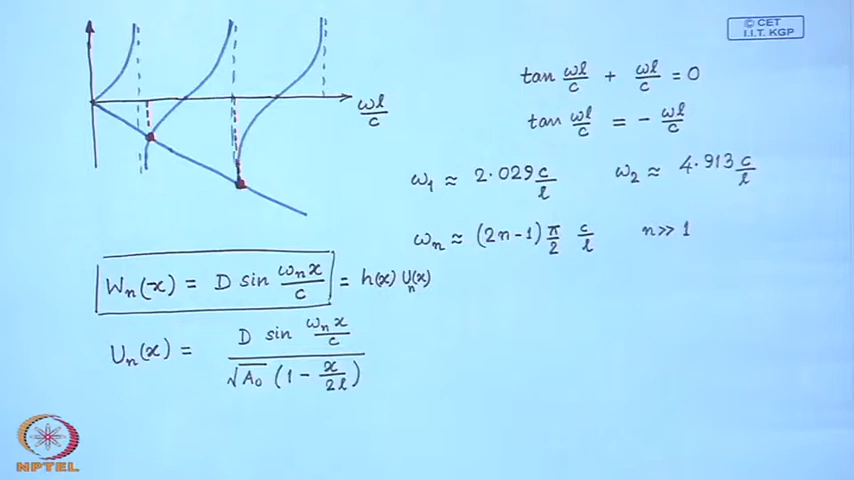 © CET
I.I.T. KGP
ωl/c
tan ωl/c + ωl/c = 0
tan ωl/c = - ωl/c
ω₁ ≈ 2.029 c/l    ω₂ ≈ 4.913 c/l
ωₙ ≈ (2n-1) π/2 c/l    n>>1
Wₙ(x) = D sin ωₙx/c = h(x) Uₙ(x)
Uₙ(x) = D sin ωₙx/c / √A₀ (1 - x/2l)
NPTEL